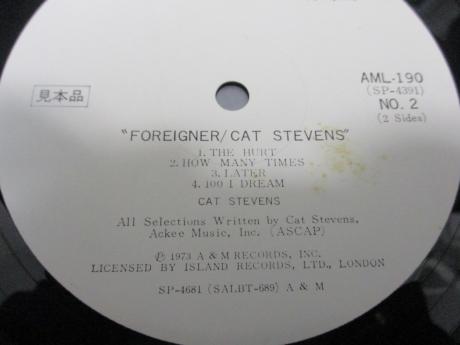 AML-190
見本品
(SP-4391)
NO. 2
(2 Sides)
"FOREIGNER/CAT STEVENS"
1. THE HURT
2. HOW MANY TIMES
3. LATER
4. 100 I DREAM
CAT STEVENS
All Selections Written by Cat Stevens,
Ackee Music, Inc. (ASCAP)
Ⓟ 1973 A & M RECORDS, INC.
LICENSED BY ISLAND RECORDS, LTD., LONDON
SP-4681 (SALBT-689) A & M